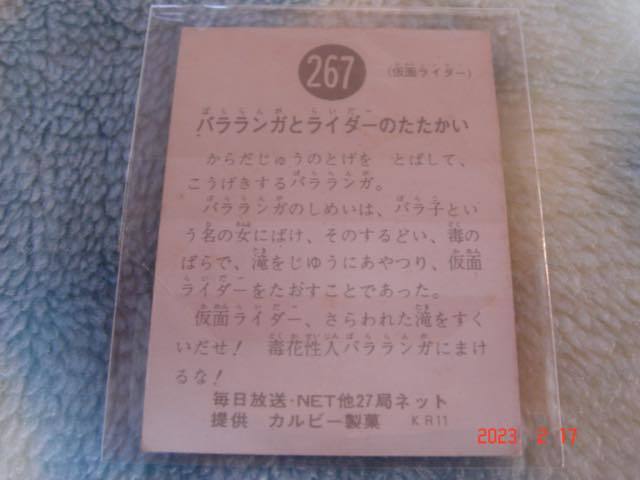 267
(仮面ライダー)
バラランガとライダーのたたかい
からだじゅうのとげを とばして、
こうげきするバラランガ。
バラランガのしめいは、バラ子とい
う名の女にばけ、そのするどい、毒の
ばらで、滝をじゆうにあやつり、仮面
ライダーをたおすことであった。
仮面ライダー、さらわれた滝をすく
いだせ! 毒花性人バラランガにまけ
るな!
毎日放送・NET他27局ネット
提供 カルビー製菓 KR11
2023 2 17